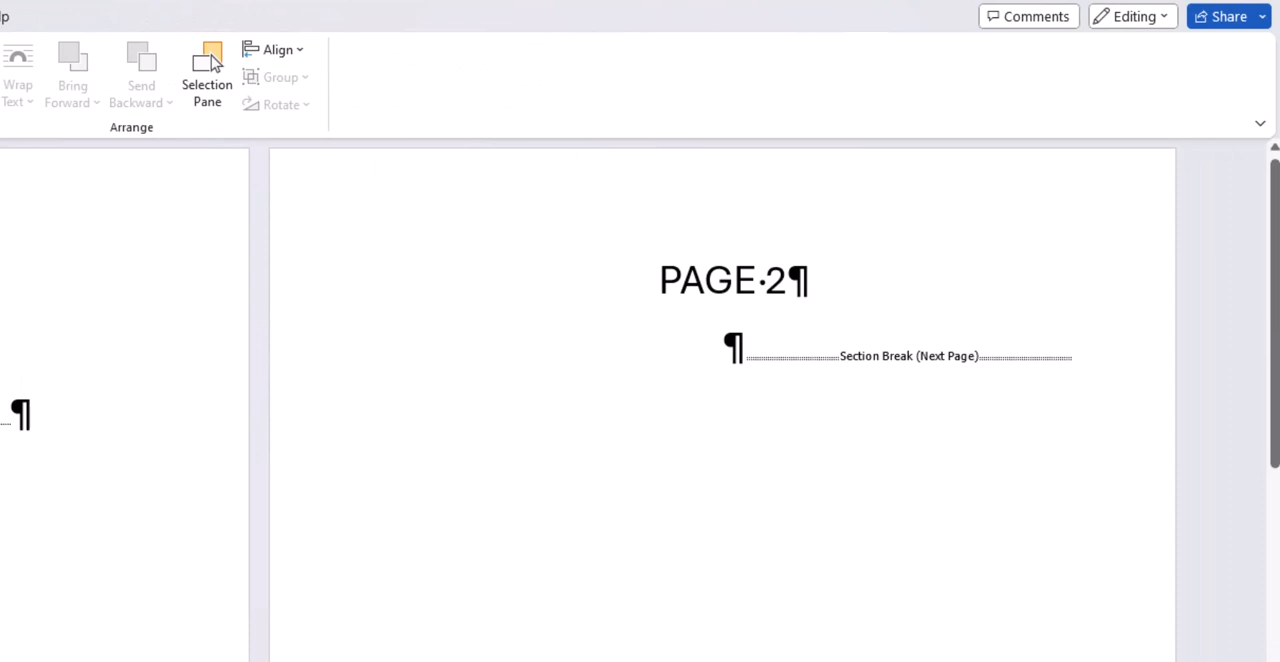 lp
Comments
Editing
Share
Wrap
Text
Bring
Forward
Send
Backward
Selection
Pane
Align
Group
Rotate
Arrange
PAGE·2¶
¶
Section Break (Next Page)
¶